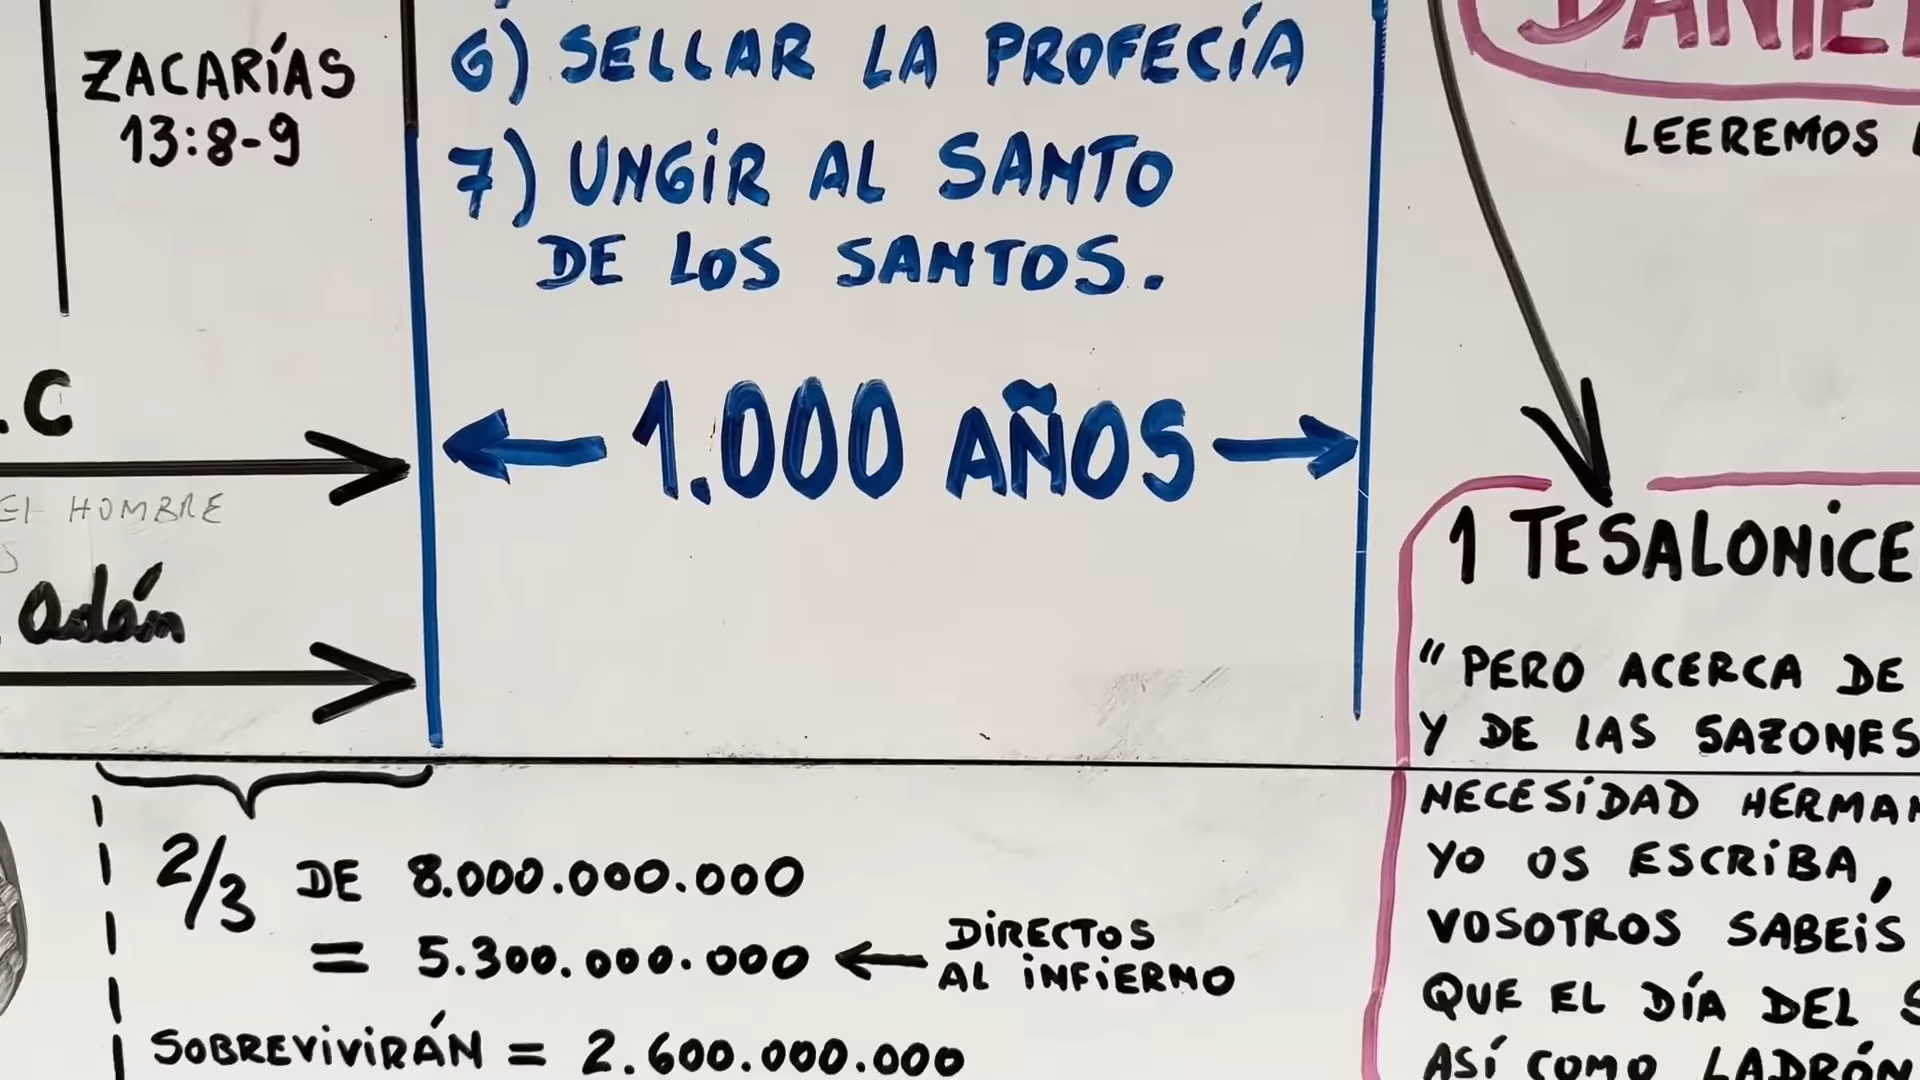 ZACARÍAS
13:8-9
6) SELLAR LA PROFECÍA
7) UNGIR AL SANTO
DE LOS SANTOS.
1.000 AÑOS
.C
HOMBRE
adán
2/3 DE 8.000.000.000
= 5.300.000.000
DIRECTOS
AL INFIERNO
SOBREVIVIRÁN = 2.600.000.000
DANIEL
LEEREMOS
1 TESALONICE
"PERO ACERCA DE
Y DE LAS SAZONES
NECESIDAD HERMAN
YO OS ESCRIBA,
VOSOTROS SABEÍS
QUE EL DÍA DEL S
ASÍ COMO LADRÓN